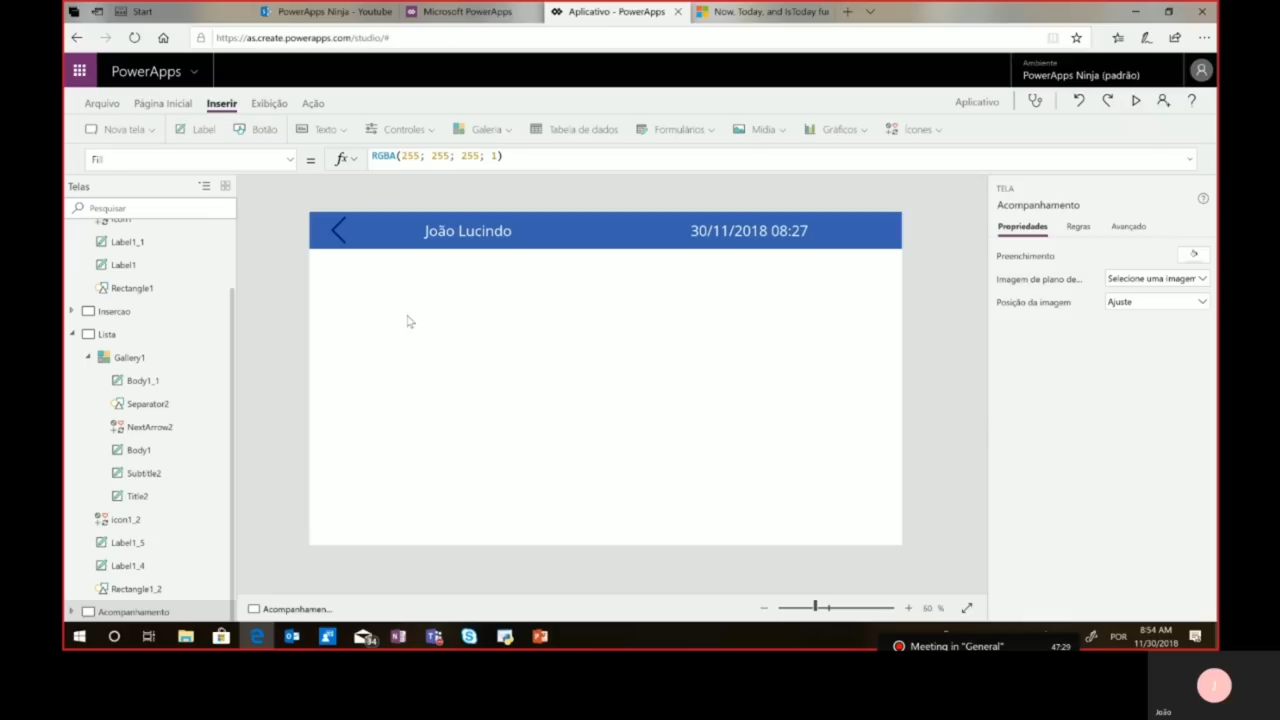 Start
PowerApps Ninja - Youtube
Microsoft PowerApps
Aplicativo - PowerApps
Now, Today, and IsToday fur
https://as.create.powerapps.com/studio/#
PowerApps
Ambiente
PowerApps Ninja (padrão)
Arquivo Página Inicial Inserir Exibição Ação
Aplicativo
Nova tela Label Botão Texto Controles Galeria Tabela de dados Formulários Mídia Gráficos Ícones
Fill = fx RGBA(255; 255; 255; 1)
Telas
Pesquisar
icon1
Label1_1
Label1
Rectangle1
Insercao
Lista
Gallery1
Body1_1
Separator2
NextArrow2
Body1
Subtitle2
Title2
icon1_2
Label1_5
Label1_4
Rectangle1_2
Acompanhamento
João Lucindo
30/11/2018 08:27
TELA
Acompanhamento
Propriedades Regras Avançado
Preenchimento
Imagem de plano de... Selecione uma imagem
Posição da imagem Ajuste
Acompanhamen...
60 %
34
POR
8:54 AM
11/30/2018
Meeting in "General" 47:29
J
João